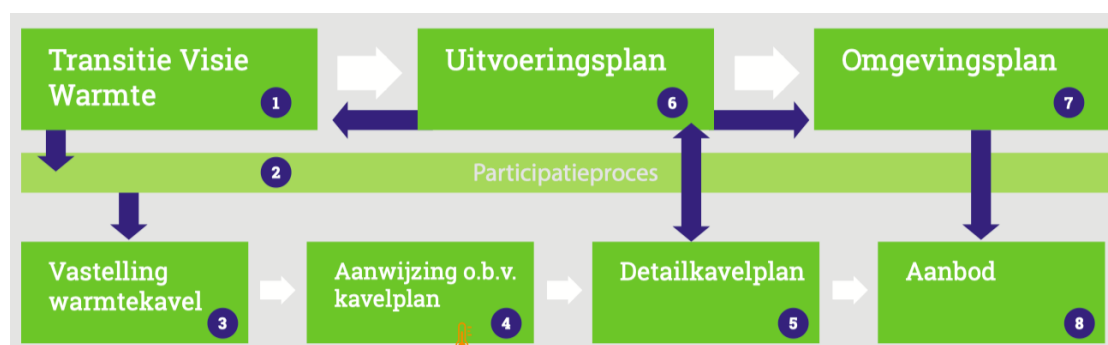 Transitie Visie
Warmte
1
Uitvoeringsplan
6
Omgevingsplan
7
2
Participatieproces
Vastelling
warmtekavel
3
Aanwijzing o.b.v.
kavelplan
4
Detailkavelplan
5
Aanbod
8